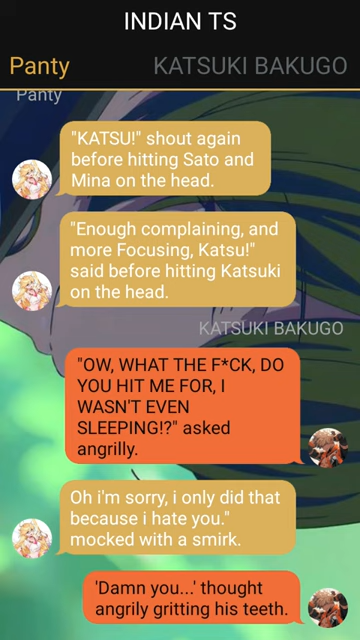 INDIAN TS
Panty
KATSUKI BAKUGO
Panty
"KATSU!" shout again
before hitting Sato and
Mina on the head.
"Enough complaining, and
more Focusing, Katsu!"
said before hitting Katsuki
on the head.
KATSUKI BAKUGO
"OW, WHAT THE F*CK, DO
YOU HIT ME FOR, I
WASN'T EVEN
SLEEPING!?" asked
angrilly.
Oh i'm sorry, i only did that
because i hate you."
mocked with a smirk.
'Damn you...' thought
angrily gritting his teeth.